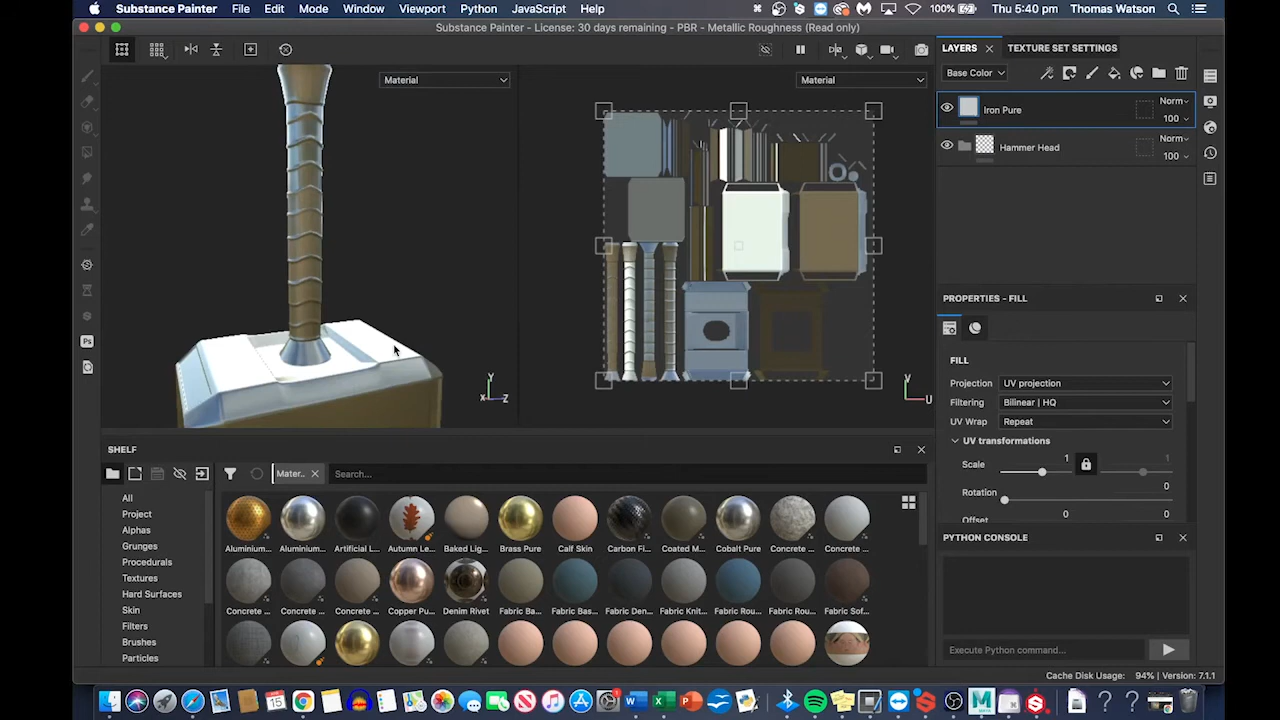 Substance Painter File Edit Mode Window Viewport Python JavaScript Help 100% Thu 5:40 pm Thomas Watson
Substance Painter - License: 30 days remaining - PBR - Metallic Roughness (Read only)
Material
Material
LAYERS TEXTURE SET SETTINGS
Base Color
Iron Pure
Norm
100
Hammer Head
Norm
100
Y
X
Z
V
U
PROPERTIES - FILL
FILL
Projection UV projection
Filtering Bilinear | HQ
UV Wrap Repeat
UV transformations
Scale 1 1
Rotation 0
Offset 0 0
SHELF
Mater..
Search...
All
Project
Alphas
Grunges
Procedurals
Textures
Hard Surfaces
Skin
Filters
Brushes
Particles
Aluminium... Aluminium... Artificial L... Autumn Le... Baked Lig... Brass Pure Calf Skin Carbon Fi... Coated M... Cobalt Pure Concrete ... Concrete ...
Concrete ... Concrete ... Concrete ... Copper Pu... Denim Rivet Fabric Ba... Fabric Bas... Fabric Den... Fabric Knit... Fabric Rou... Fabric Rou... Fabric Sof...
PYTHON CONSOLE
Execute Python command...
Cache Disk Usage: 94% | Version: 7.1.1
Ps